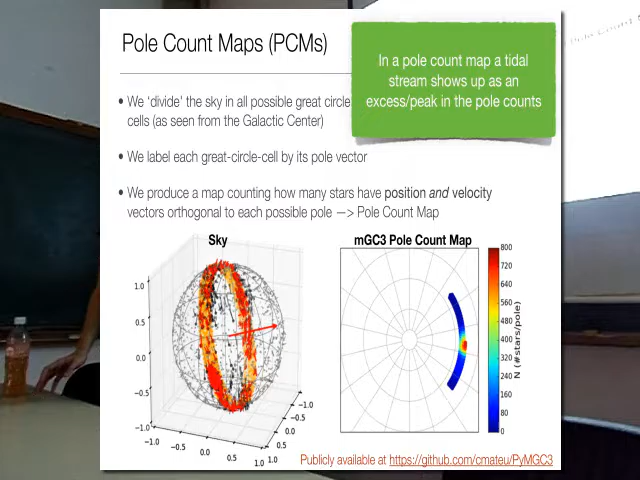 Pole Count Maps (PCMs)
In a pole count map a tidal
stream shows up as an
excess/peak in the pole counts
• We 'divide' the sky in all possible great circle
cells (as seen from the Galactic Center)
• We label each great-circle-cell by its pole vector
• We produce a map counting how many stars have position and velocity
vectors orthogonal to each possible pole —> Pole Count Map
Sky
1.0
0.5
0.0
−0.5
−1.0
−1.0
−0.5
0.0
0.5
1.0
1.0
0.5
0.0
−0.5
−1.0
mGC3 Pole Count Map
800
720
640
560
480
400
320
240
160
80
0
N (#stars/pole)
Publicly available at https://github.com/cmateu/PyMGC3